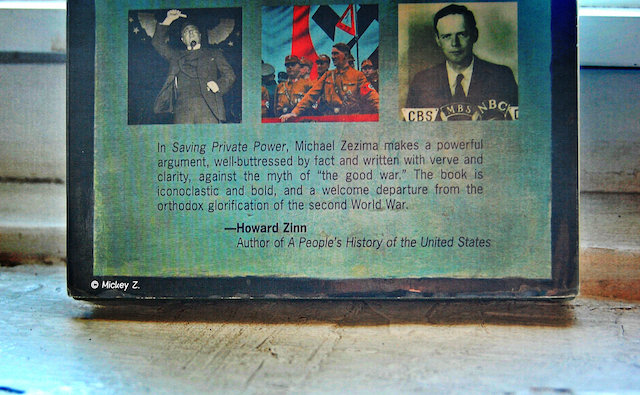 CBS MBS NBC
In Saving Private Power, Michael Zezima makes a powerful
argument, well-buttressed by fact and written with verve and
clarity, against the myth of "the good war." The book is
iconoclastic and bold, and a welcome departure from the
orthodox glorification of the second World War.
—Howard Zinn
Author of A People's History of the United States
© Mickey Z.